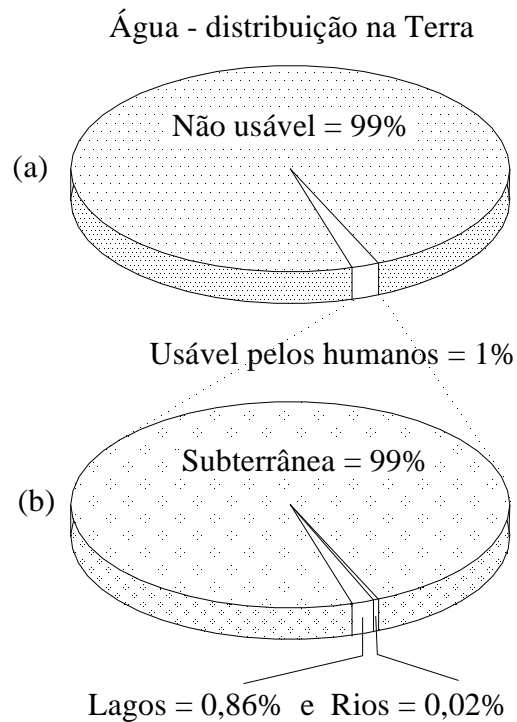 Água - distribuição na Terra
Não usável = 99%
(a)
Usável pelos humanos = 1%
Subterrânea = 99%
(b)
Lagos = 0,86% e Rios = 0,02%